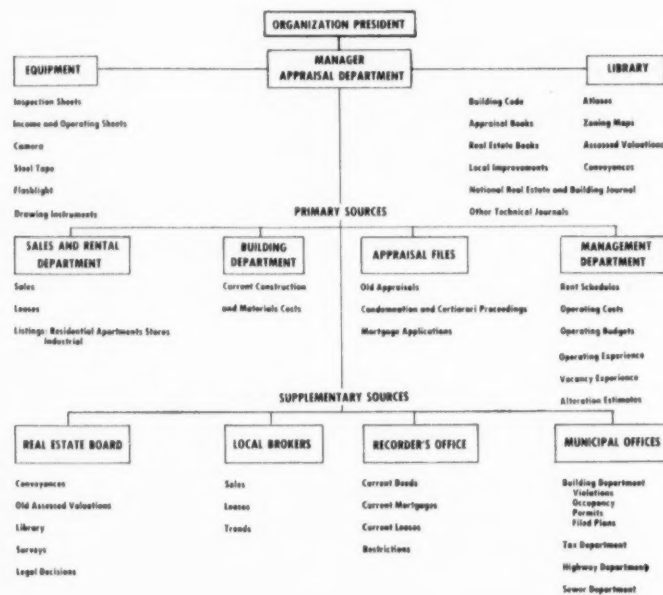 ORGANIZATION PRESIDENT
MANAGER
APPRAISAL DEPARTMENT
EQUIPMENT
Inspection Sheets
Income and Operating Sheets
Camera
Steel Tape
Flashlight
Drawing Instruments
LIBRARY
Building Code
Appraisal Books
Real Estate Books
Local Improvements
National Real Estate and Building Journal
Other Technical Journals
Atlases
Zoning Maps
Assessed Valuations
Conveyances
PRIMARY SOURCES
SALES AND RENTAL
DEPARTMENT
Sales
Leases
Listings: Residential Apartments Stores
Industrial
BUILDING
DEPARTMENT
Current Construction
and Materials Costs
APPRAISAL FILES
Old Appraisals
Condemnation and Certiorari Proceedings
Mortgage Applications
MANAGEMENT
DEPARTMENT
Rent Schedules
Operating Costs
Operating Budgets
Operating Experience
Vacancy Experience
Alteration Estimates
SUPPLEMENTARY SOURCES
REAL ESTATE BOARD
Conveyances
Old Assessed Valuations
Library
Surveys
Legal Decisions
LOCAL BROKERS
Sales
Leases
Trends
RECORDER'S OFFICE
Current Deeds
Current Mortgages
Current Leases
Restrictions
MUNICIPAL OFFICES
Building Department
Violations
Occupancy
Permits
Filed Plans
Tax Department
Highway Department
Sewer Department